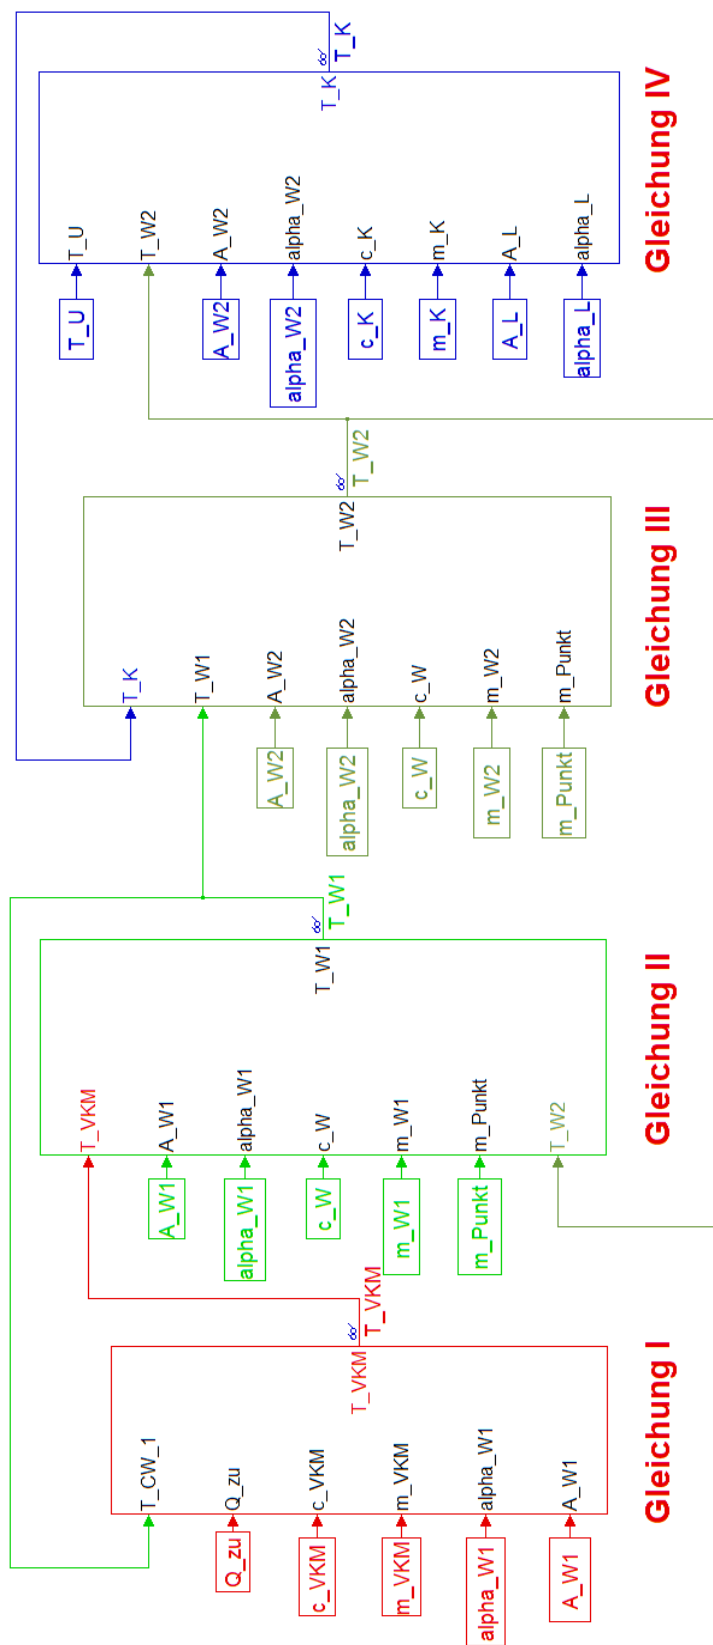 Q_zu
c_VKM
m_VKM
alpha_W1
A_W1
T_CW_1
Q_zu
c_VKM
m_VKM
alpha_W1
A_W1
T_VKM
T_VKM
Gleichung I
A_W1
alpha_W1
c_W
m_W1
m_Punkt
T_VKM
A_W1
alpha_W1
c_W
m_W1
m_Punkt
T_W2
T_W1
T_W1
Gleichung II
A_W2
alpha_W2
c_W
m_W2
m_Punkt
T_K
T_W1
A_W2
alpha_W2
c_W
m_W2
m_Punkt
T_W2
T_W2
Gleichung III
T_U
A_W2
alpha_W2
c_K
m_K
A_L
alpha_L
T_U
T_W2
A_W2
alpha_W2
c_K
m_K
A_L
alpha_L
T_K
T_K
Gleichung IV